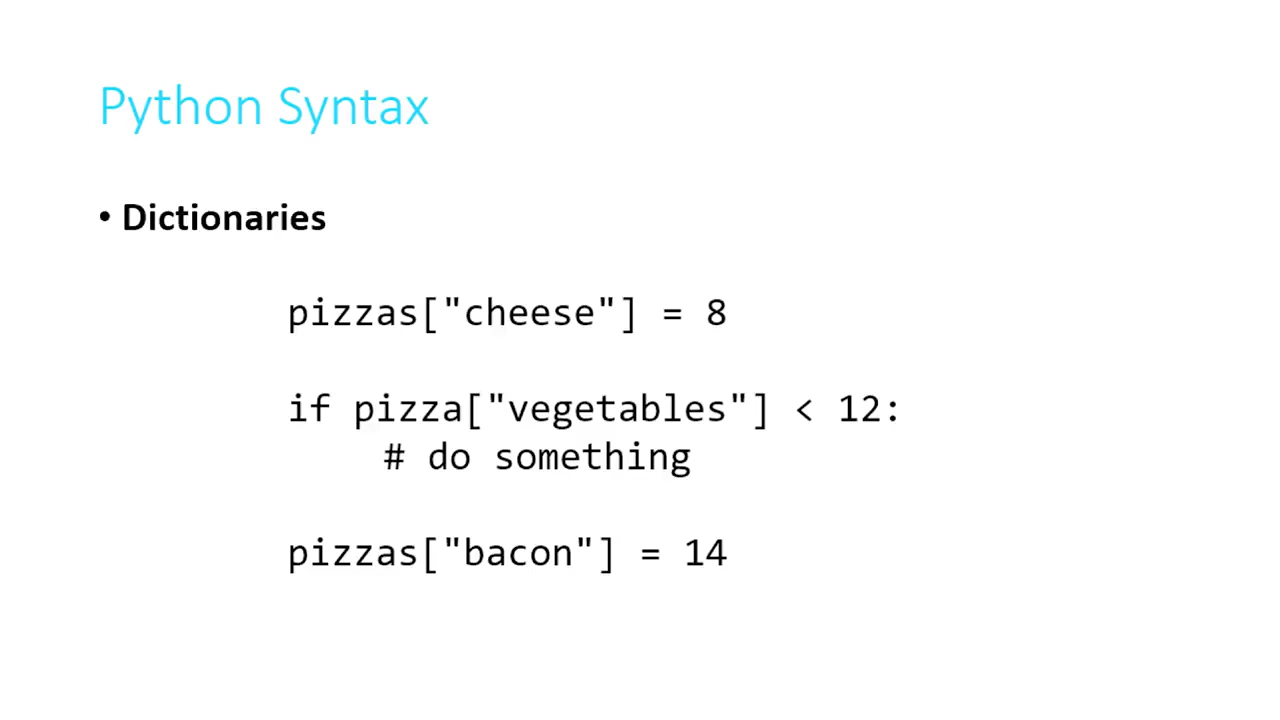 Python Syntax
• Dictionaries
pizzas["cheese"] = 8
if pizza["vegetables"] < 12:
# do something
pizzas["bacon"] = 14